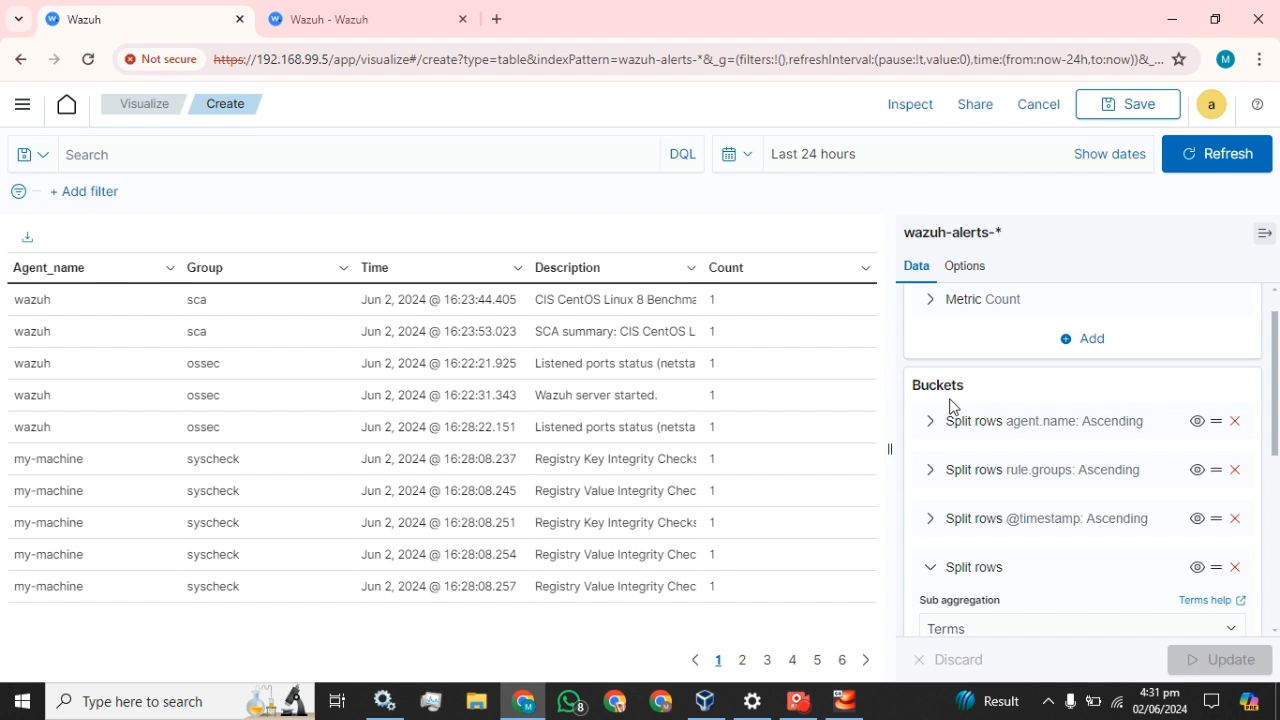 Wazuh
Wazuh - Wazuh
Not secure
https://192.168.99.5/app/visualize#/create?type=table&indexPattern=wazuh-alerts-*&_g=(filters:!(),refreshInterval:(pause:!t,value:0),time:(from:now-24h,to:now))&_...
M
Visualize
Create
Inspect
Share
Cancel
Save
a
Search
DQL
Last 24 hours
Show dates
Refresh
+ Add filter
wazuh-alerts-*
Data
Options
Agent_name
Group
Time
Description
Count
wazuh sca Jun 2, 2024 @ 16:23:44.405 CIS CentOS Linux 8 Benchma 1
wazuh sca Jun 2, 2024 @ 16:23:53.023 SCA summary: CIS CentOS L 1
wazuh ossec Jun 2, 2024 @ 16:22:21.925 Listened ports status (netsta 1
wazuh ossec Jun 2, 2024 @ 16:22:31.343 Wazuh server started. 1
wazuh ossec Jun 2, 2024 @ 16:28:22.151 Listened ports status (netsta 1
my-machine syscheck Jun 2, 2024 @ 16:28:08.237 Registry Key Integrity Checks 1
my-machine syscheck Jun 2, 2024 @ 16:28:08.245 Registry Value Integrity Chec 1
my-machine syscheck Jun 2, 2024 @ 16:28:08.251 Registry Key Integrity Checks 1
my-machine syscheck Jun 2, 2024 @ 16:28:08.254 Registry Value Integrity Chec 1
my-machine syscheck Jun 2, 2024 @ 16:28:08.257 Registry Value Integrity Chec 1
1 2 3 4 5 6
Metric Count
Add
Buckets
Split rows agent.name: Ascending
Split rows rule.groups: Ascending
Split rows @timestamp: Ascending
Split rows
Sub aggregation
Terms help
Terms
Discard
Update
Type here to search
8
Result
4:31 pm
02/06/2024